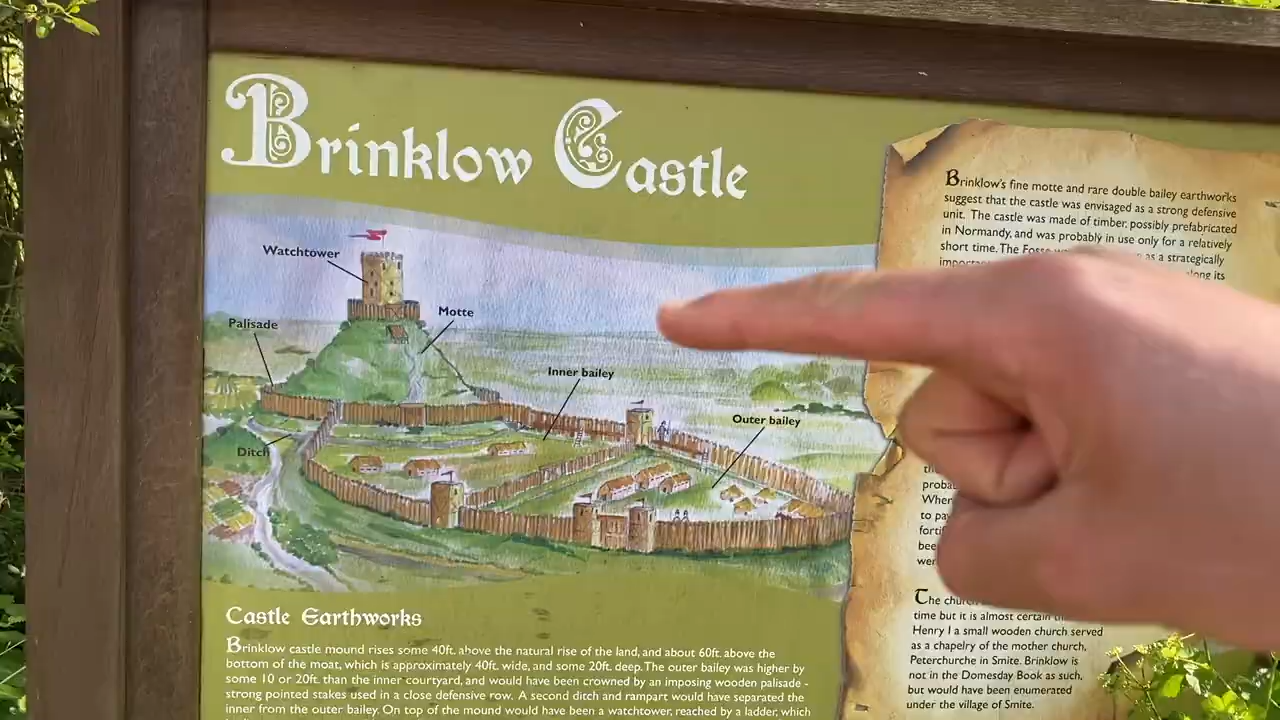 Brinklow Castle
Watchtower
Motte
Palisade
Inner bailey
Outer bailey
Ditch
Castle Earthworks
Brinklow castle mound rises some 40ft. above the natural rise of the land, and about 60ft. above the
bottom of the moat, which is approximately 40ft. wide, and some 20ft. deep. The outer bailey was higher by
some 10 or 20ft. than the inner courtyard, and would have been crowned by an imposing wooden palisade -
strong pointed stakes used in a close defensive row. A second ditch and rampart would have separated the
inner from the outer bailey. On top of the mound would have been a watchtower, reached by a ladder, which
Brinklow's fine motte and rare double bailey earthworks
suggest that the castle was envisaged as a strong defensive
unit. The castle was made of timber, possibly prefabricated
in Normandy, and was probably in use only for a relatively
short time. The Fosse as a strategically
along its
to
The
time but it is almost certain
Henry I a small wooden church served
as a chapelry of the mother church,
Peterchurche in Smite. Brinklow is
not in the Domesday Book as such,
but would have been enumerated
under the village of Smite.